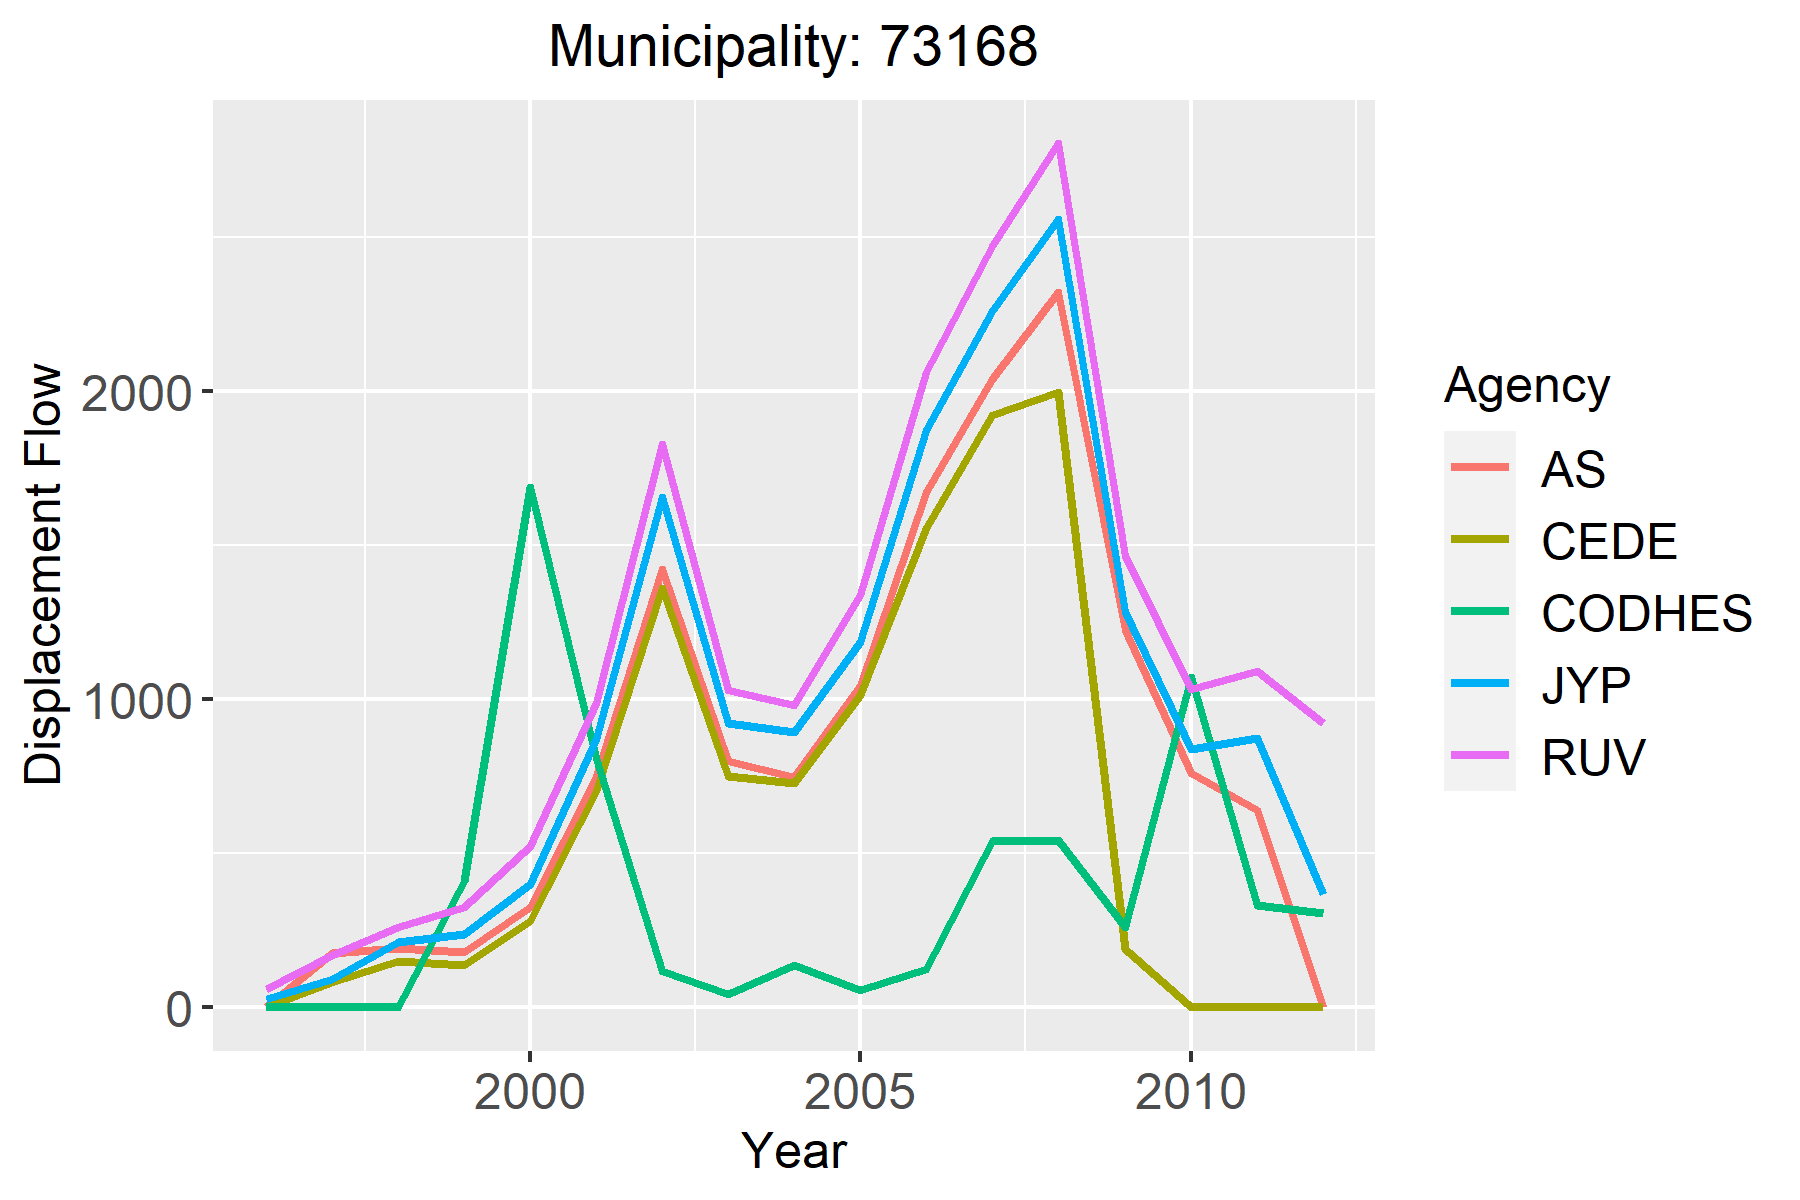 Municipality: 73168
Displacement Flow
2000
1000
0
2000
2005
2010
Year
Agency
AS
CEDE
CODHES
JYP
RUV